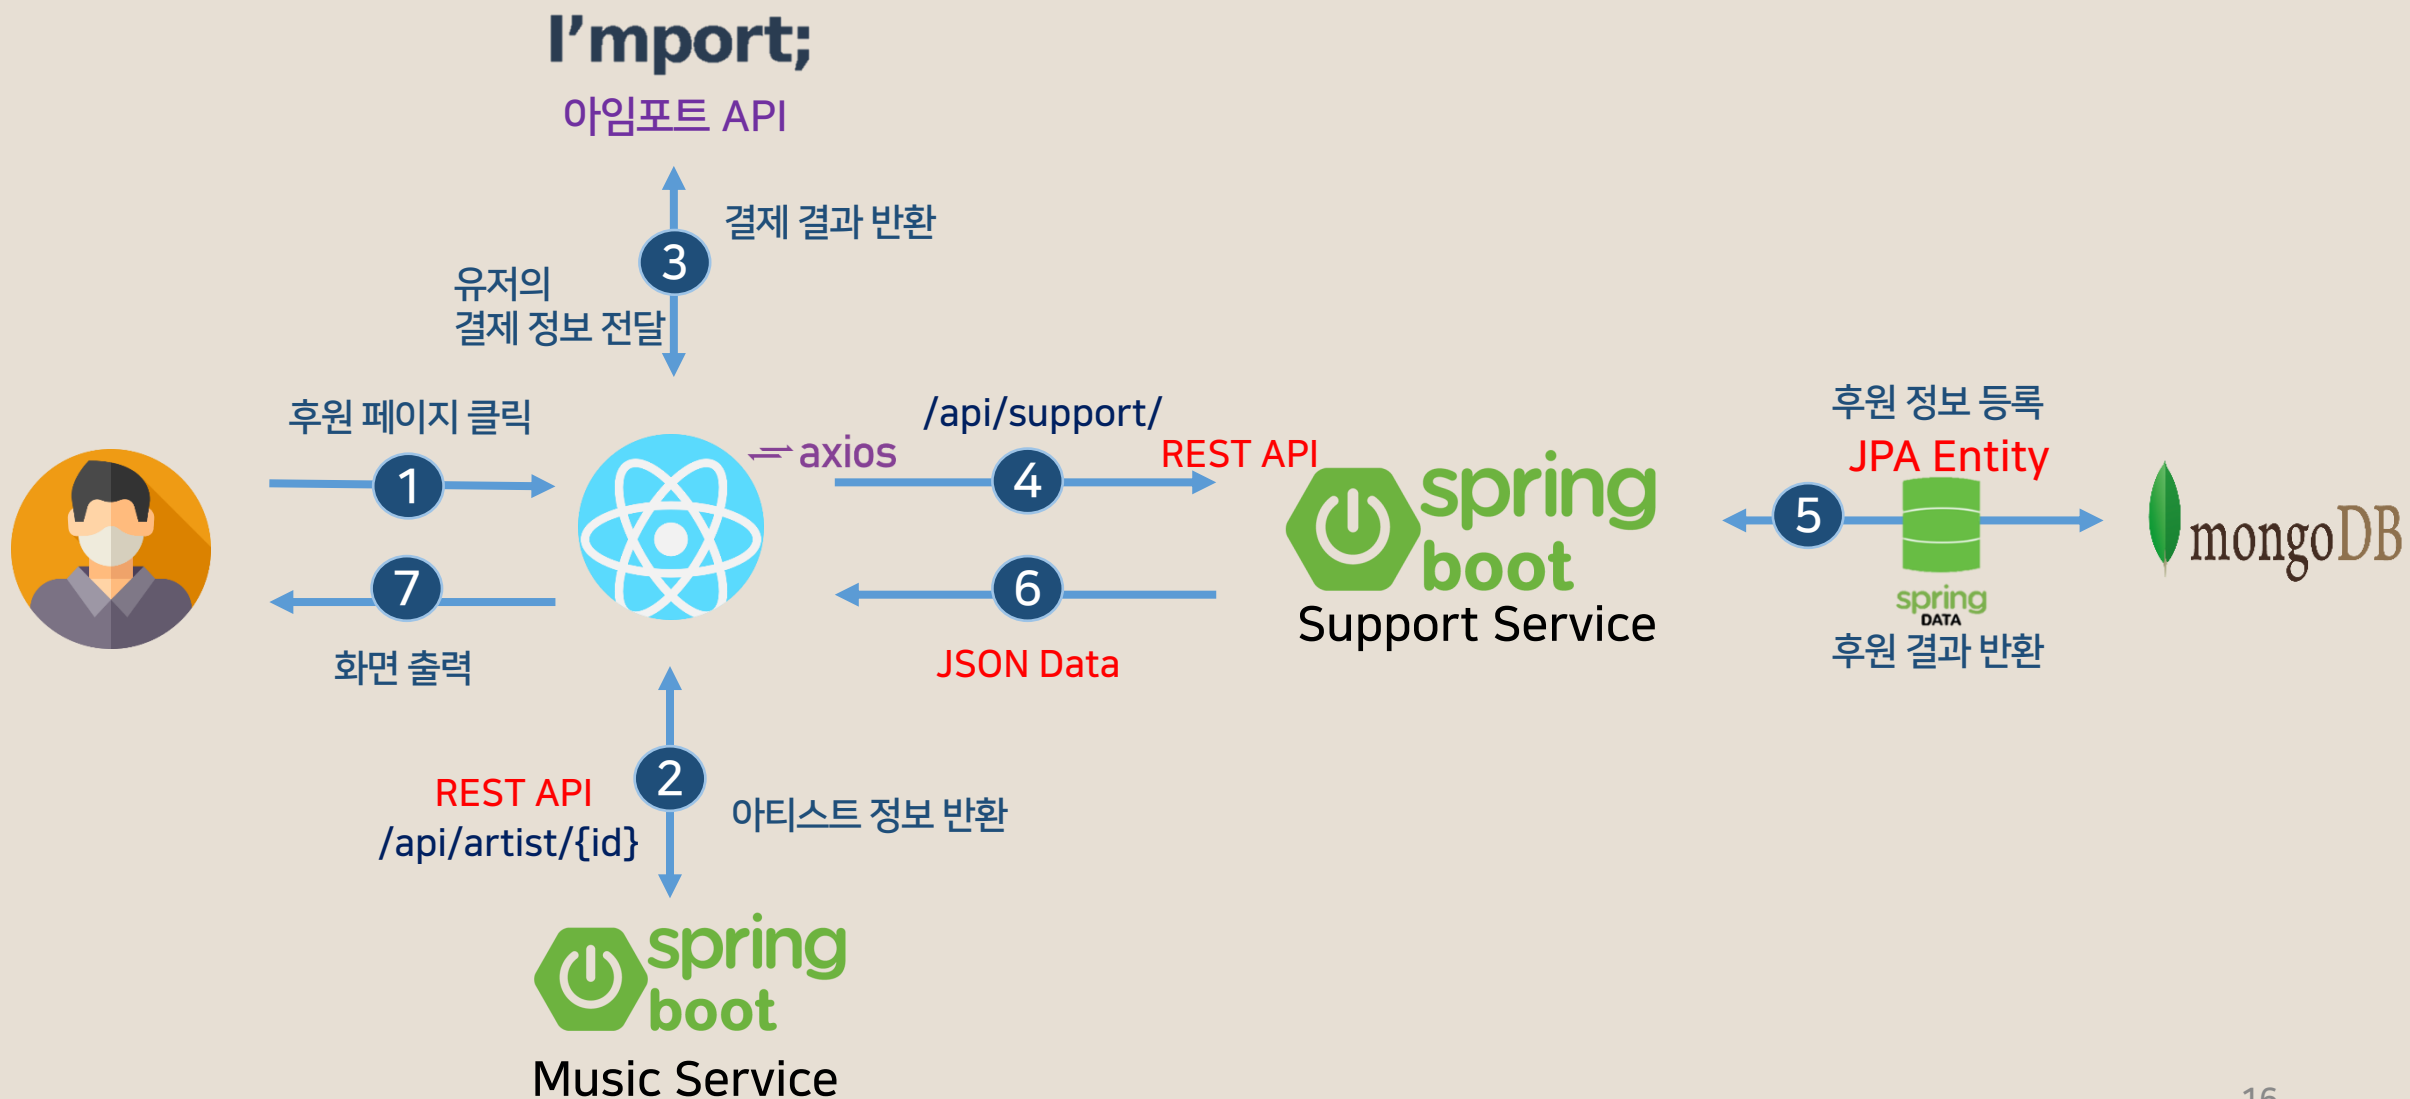 I'mport;
아임포트 API
결제 결과 반환
3
유저의
결제 정보 전달
후원 페이지 클릭
1
7
화면 출력
axios
/api/support/
REST API
4
6
JSON Data
spring
boot
Support Service
후원 정보 등록
JPA Entity
5
spring
DATA
후원 결과 반환
mongoDB
2
REST API
/api/artist/{id}
아티스트 정보 반환
spring
boot
Music Service
16